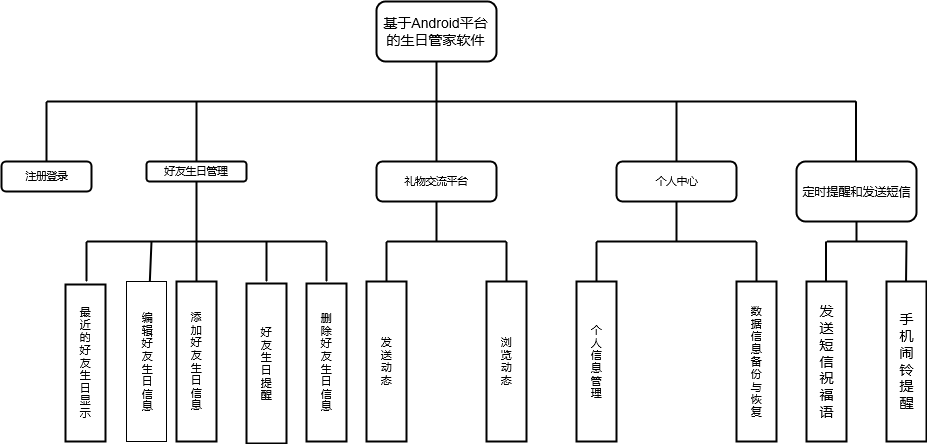 基于Android平台
的生日管家软件
注册登录
好友生日管理
礼物交流平台
个人中心
定时提醒和发送短信
最近的好友生日显示
编辑好友生日信息
添加好友生日信息
好友生日提醒
删除好友生日信息
发送动态
浏览动态
个人信息管理
数据信息备份与恢复
发送短信祝福语
手机闹铃提醒